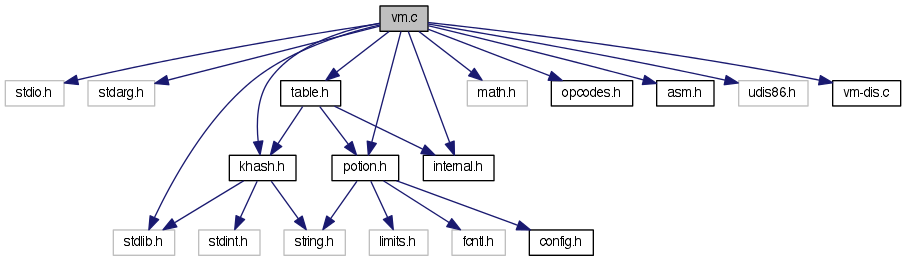 vm.c
stdio.h
stdarg.h
table.h
math.h
opcodes.h
asm.h
udis86.h
vm-dis.c
khash.h
potion.h
internal.h
stdlib.h
stdint.h
string.h
limits.h
fcntl.h
config.h